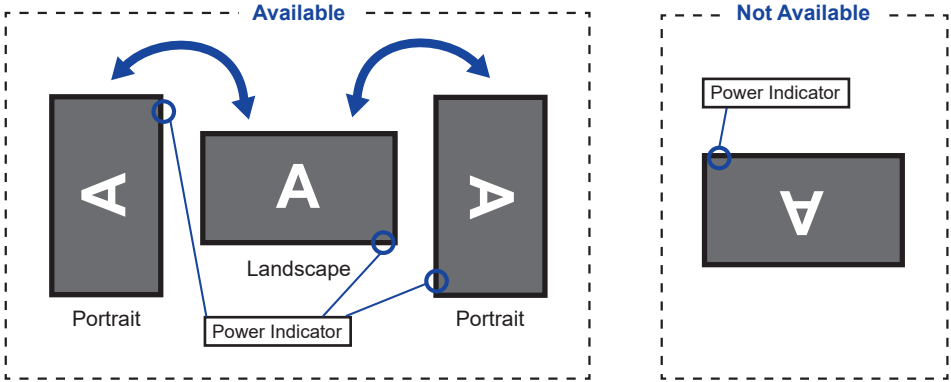 Available
A
A
A
Portrait
Landscape
Portrait
Power Indicator
Not Available
Power Indicator
A